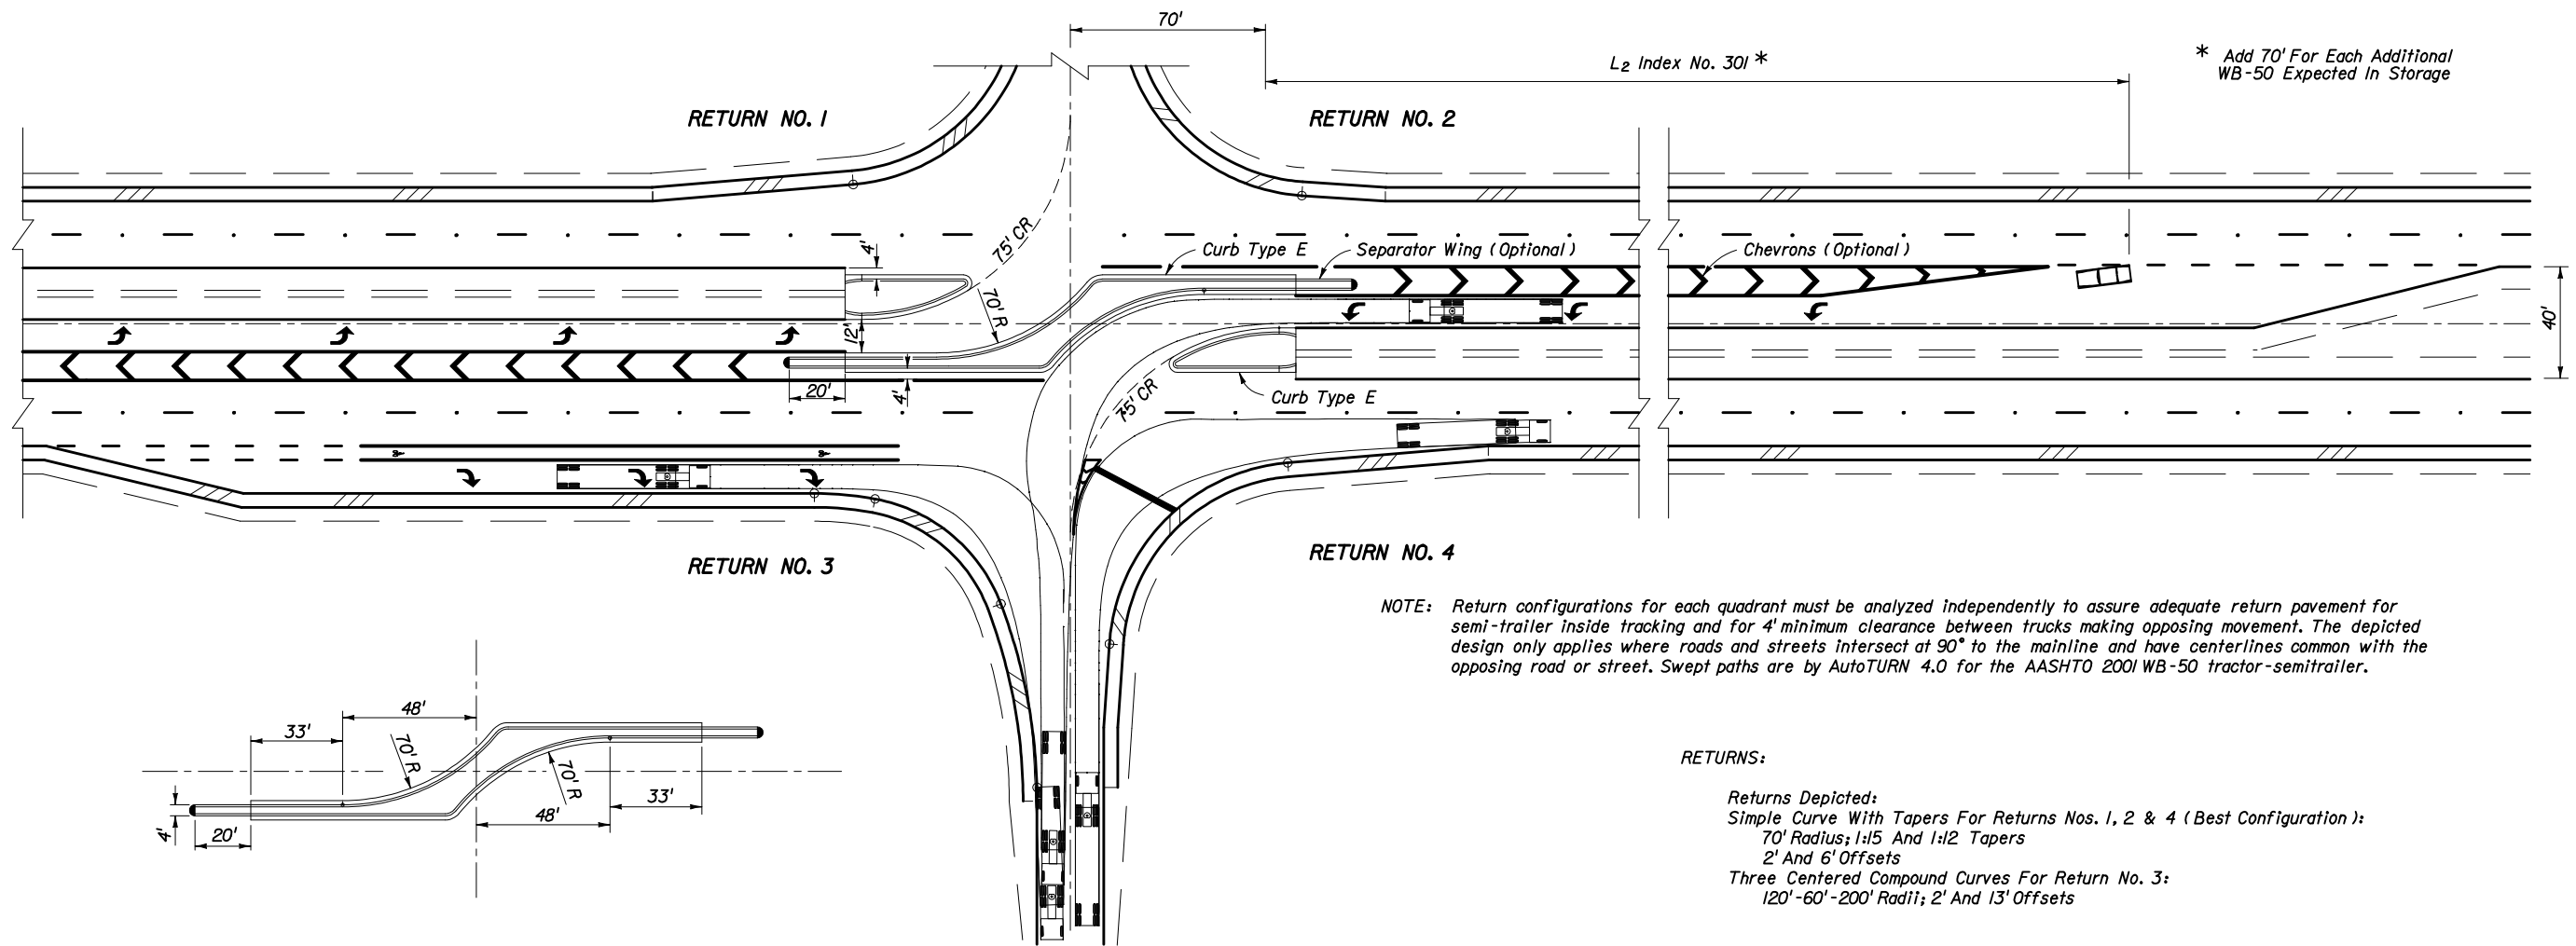 70'
L2 Index No. 301 *
* Add 70' For Each Additional
WB-50 Expected In Storage
RETURN NO. 1
RETURN NO. 2
4'
75' CR
Curb Type E
Separator Wing (Optional)
Chevrons (Optional)
70' R
12'
40'
20'
4'
75' CR
Curb Type E
RETURN NO. 3
RETURN NO. 4
NOTE: Return configurations for each quadrant must be analyzed independently to assure adequate return pavement for
semi-trailer inside tracking and for 4' minimum clearance between trucks making opposing movement. The depicted
design only applies where roads and streets intersect at 90° to the mainline and have centerlines common with the
opposing road or street. Swept paths are by AutoTURN 4.0 for the AASHTO 2001 WB-50 tractor-semitrailer.
48'
33'
70' R
70' R
33'
48'
4'
20'
RETURNS:
Returns Depicted:
Simple Curve With Tapers For Returns Nos. 1, 2 & 4 (Best Configuration):
70' Radius; 1:15 And 1:12 Tapers
2' And 6' Offsets
Three Centered Compound Curves For Return No. 3:
120'-60'-200' Radii; 2' And 13' Offsets